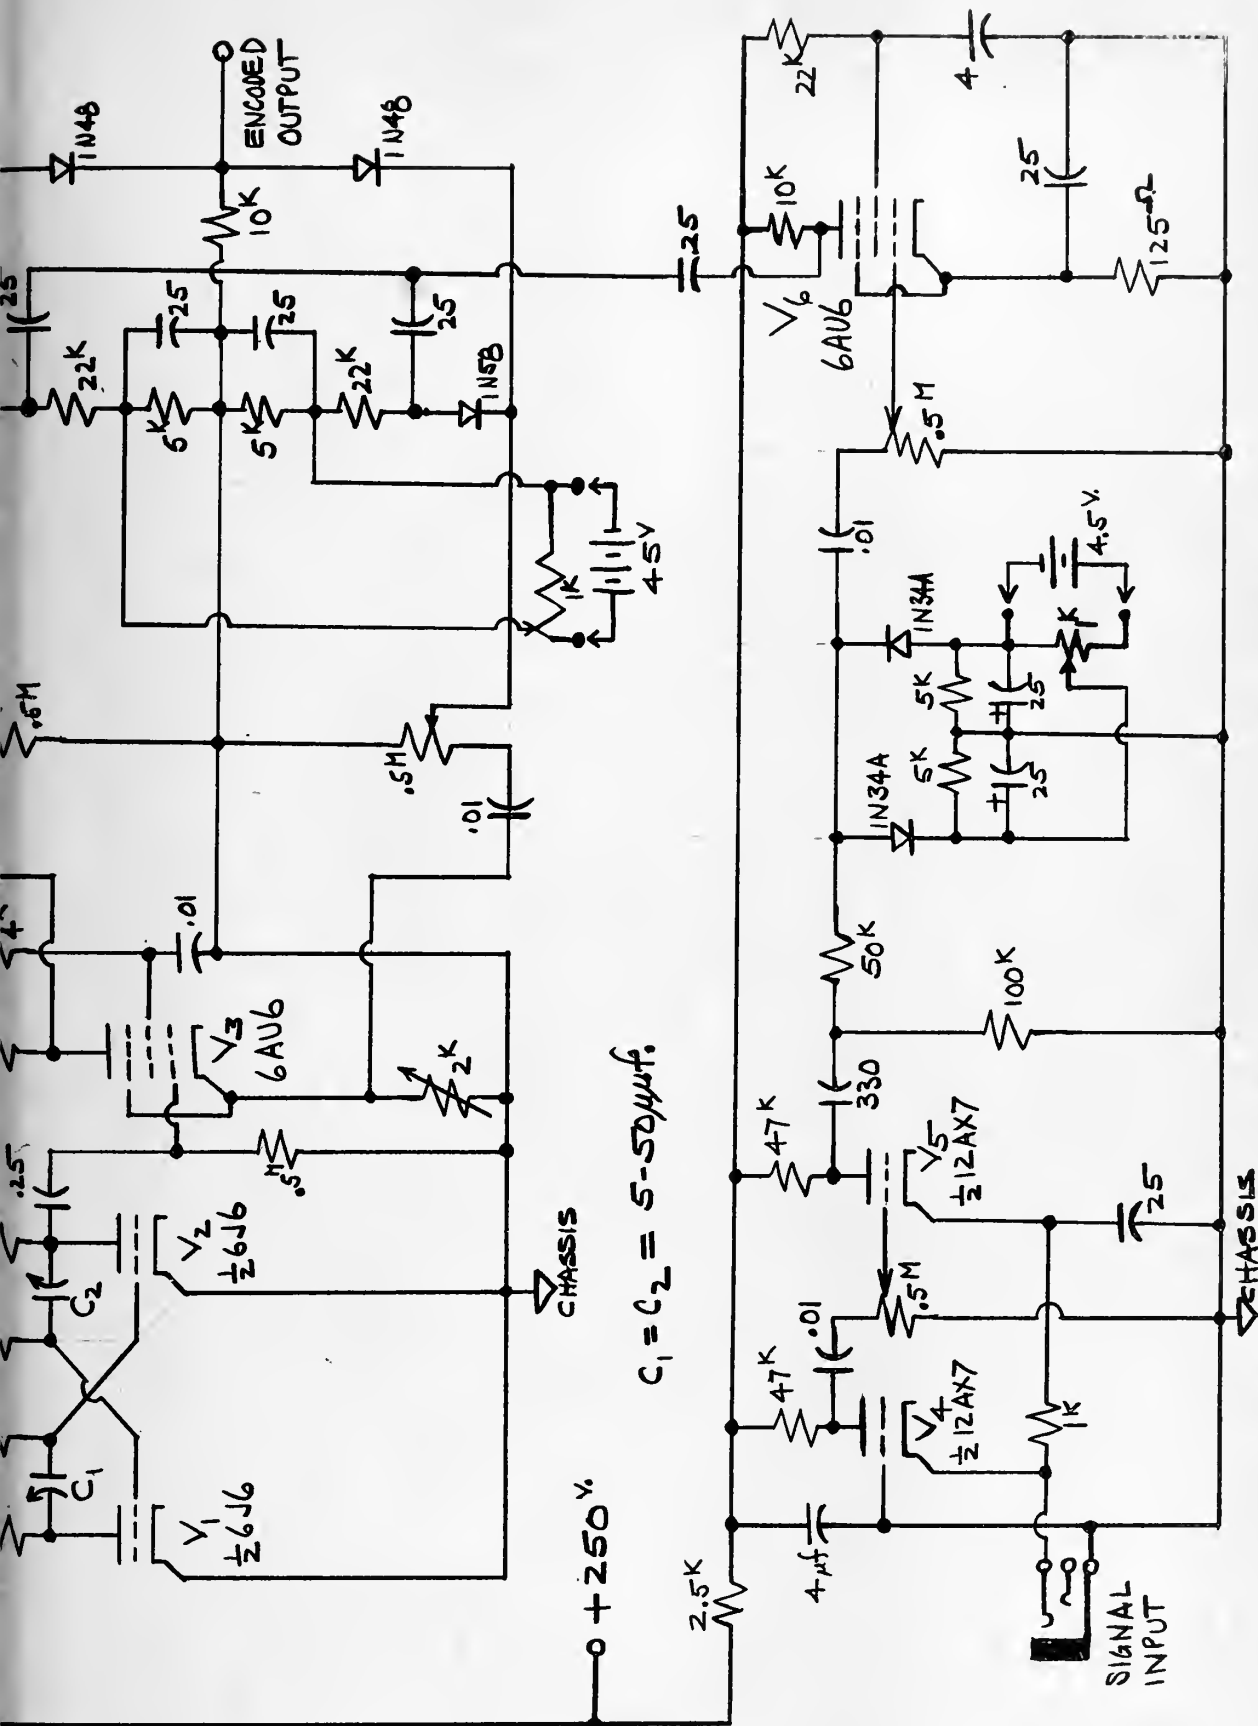 1N48
ENCODED
OUTPUT
1N48
10K
25
25
25
25
22K
5K
5K
22K
1N58
1K
45V
.5M
.5M
.01
.01
V3
6AU6
2K
.25
.5M
C2
V2
½6J6
C1
V1
½6J6
CHASSIS
C1 = C2 = 5-50μμf.
+250V.
25
22K
4
10K
V6
6AU6
25
125Ω
.5M
.01
1N34A
4.5V.
1K
5K
25
+
1N34A
5K
25
+
50K
100K
330
47K
V5
½12AX7
25
.5M
.01
47K
V4
½12AX7
1K
2.5K
4μf
SIGNAL
INPUT
CHASSIS